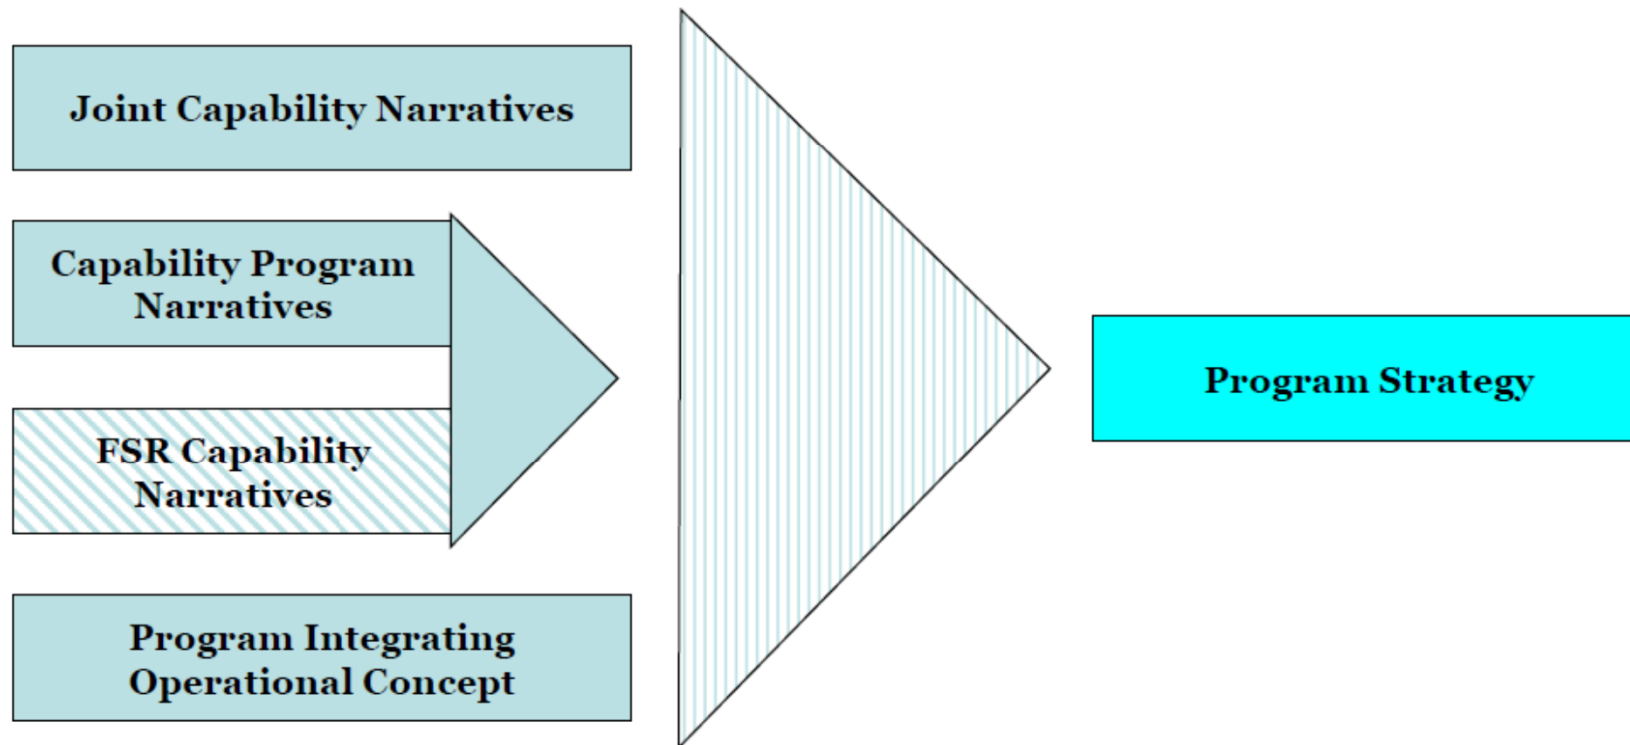 Joint Capability Narratives
Capability Program
Narratives
FSR Capability
Narratives
Program Integrating
Operational Concept
Program Strategy